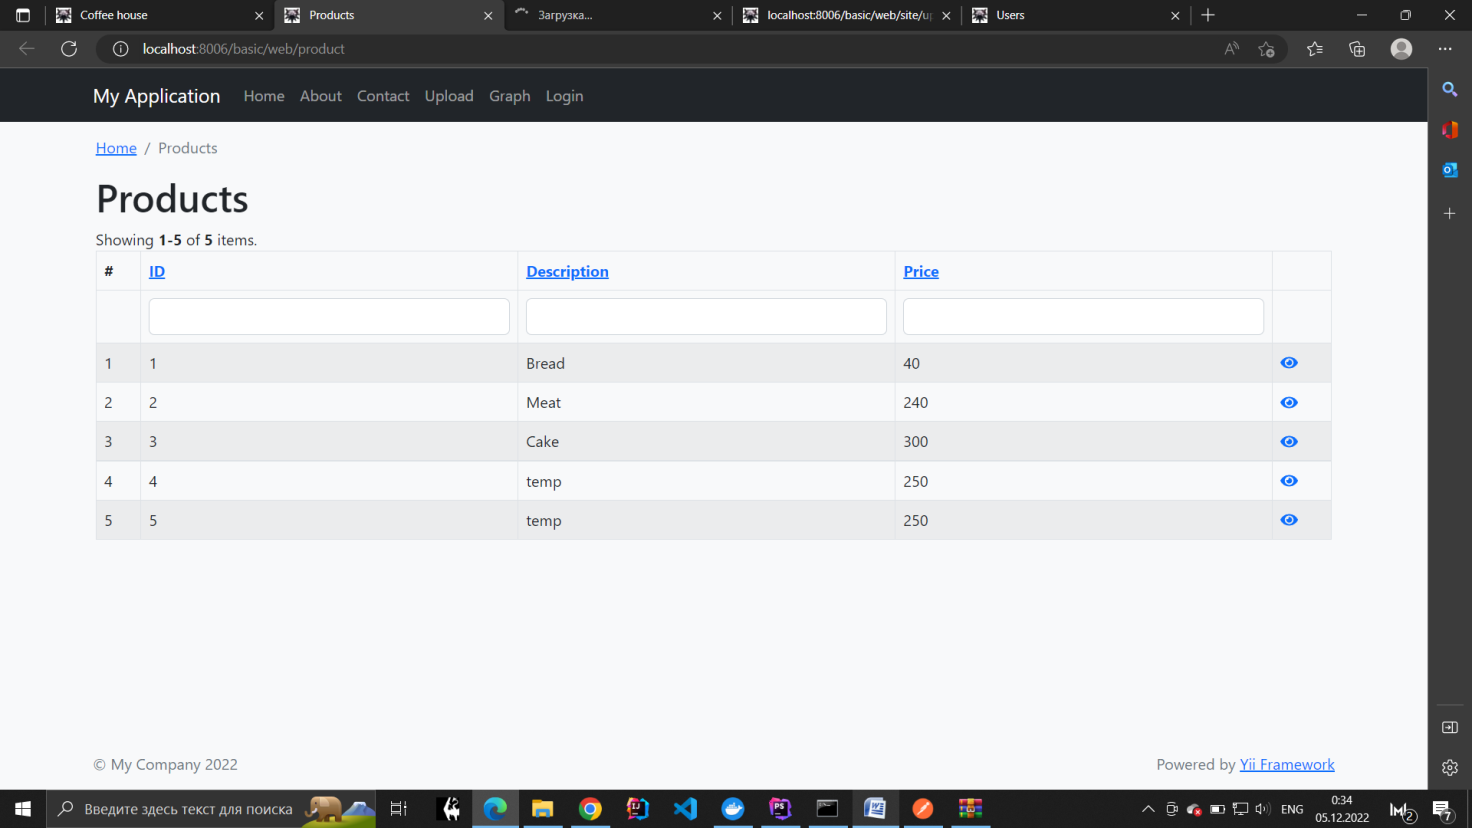 Coffee house
Products
Загрузка...
localhost:8006/basic/web/site/up
Users
localhost:8006/basic/web/product
My Application Home About Contact Upload Graph Login
Home / Products
Products
Showing 1-5 of 5 items.
# ID Description Price
1 1 Bread 40
2 2 Meat 240
3 3 Cake 300
4 4 temp 250
5 5 temp 250
© My Company 2022
Powered by Yii Framework
Введите здесь текст для поиска
ENG
0:34
05.12.2022
2
7